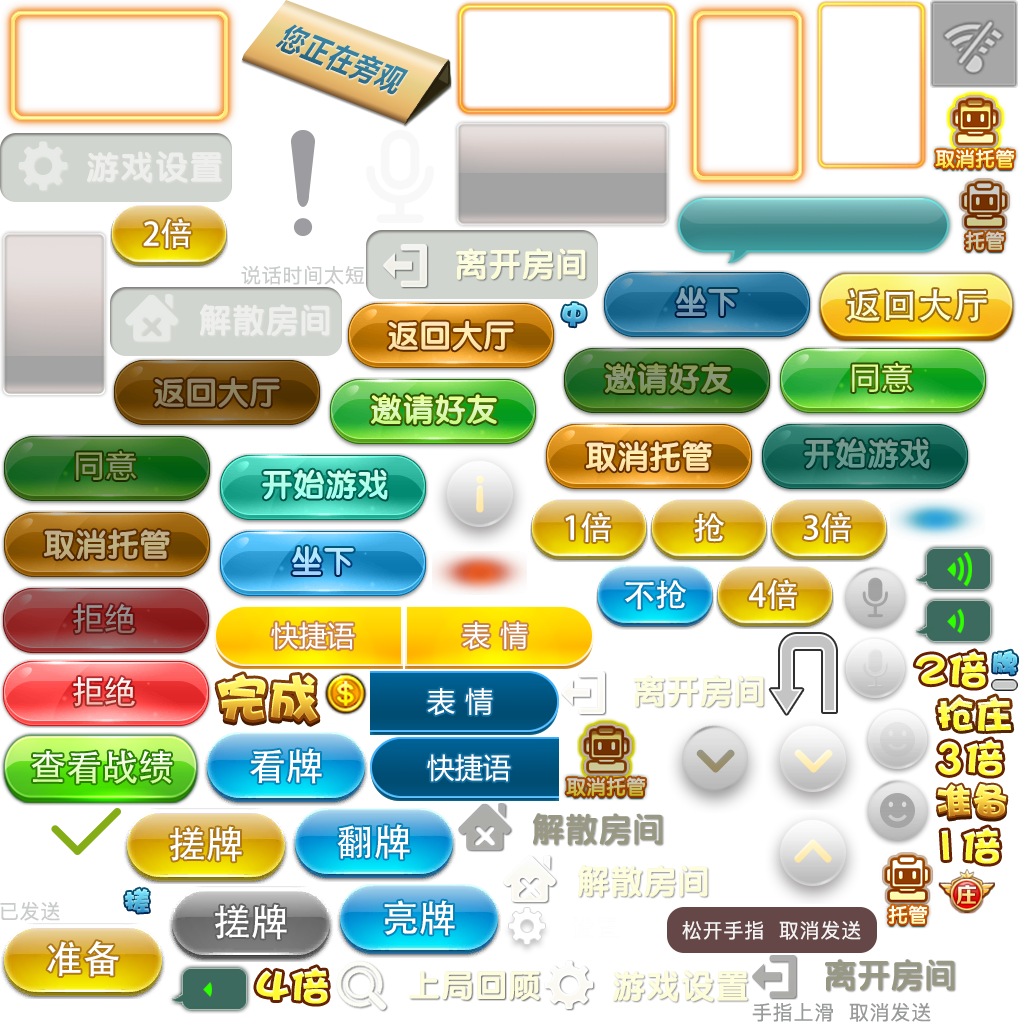 您正在旁观
取消托管
游戏设置
2倍
托管
说话时间太短
离开房间
解散房间
返回大厅
中
坐下
返回大厅
返回大厅
邀请好友
邀请好友
同意
同意
开始游戏
取消托管
开始游戏
取消托管
坐下
1倍
抢
3倍
不抢
4倍
拒绝
快捷语
表 情
拒绝
完成
$
表 情
离开房间
2倍
牌
抢庄
查看战绩
看牌
快捷语
取消托管
3倍
准备
搓牌
翻牌
解散房间
1倍
解散房间
托管
庄
已发送
搓
搓牌
亮牌
松开手指 取消发送
准备
4倍
上局回顾
游戏设置
离开房间
手指上滑 取消发送